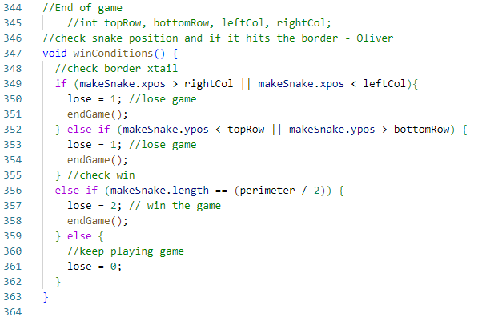 344 //End of game
345 //int topRow, bottomRow, leftCol, rightCol;
346 //check snake position and if it hits the border - Oliver
347 void winConditions() {
348 //check border xtail
349 if (makeSnake.xpos > rightCol || makeSnake.xpos < leftCol){
350 lose = 1; //lose game
351 endGame();
352 } else if (makeSnake.ypos < topRow || makeSnake.ypos > bottomRow) {
353 lose = 1; //lose game
354 endGame();
355 } //check win
356 else if (makeSnake.length == (perimeter / 2)) {
357 lose = 2; // win the game
358 endGame();
359 } else {
360 //keep playing game
361 lose = 0;
362 }
363 }
364